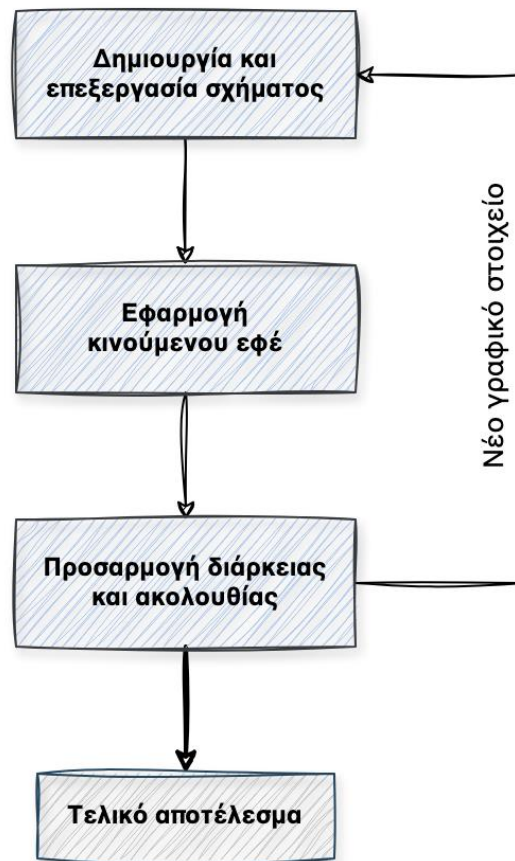 Δημιουργία και
επεξεργασία σχήματος
Εφαρμογή
κινούμενου εφέ
Νέο γραφικό στοιχείο
Προσαρμογή διάρκειας
και ακολουθίας
Τελικό αποτέλεσμα